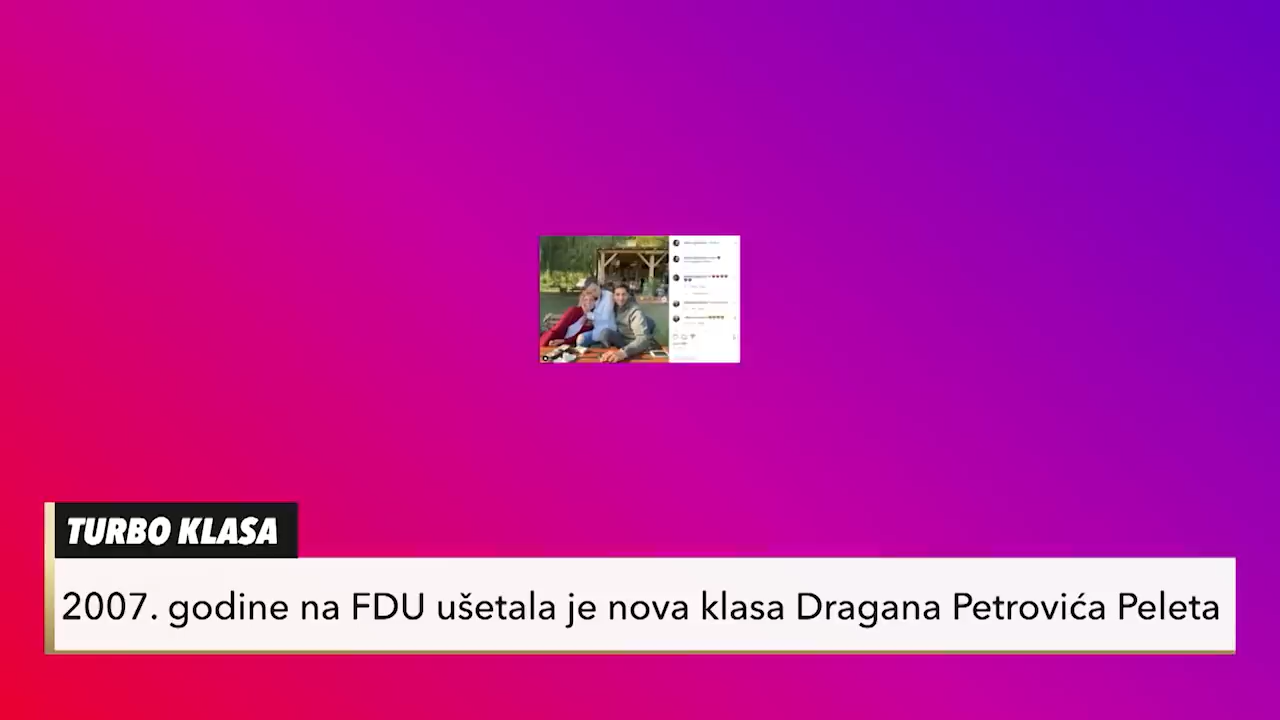 TURBO KLASA
2007. godine na FDU ušetala je nova klasa Dragana Petrovića Peleta